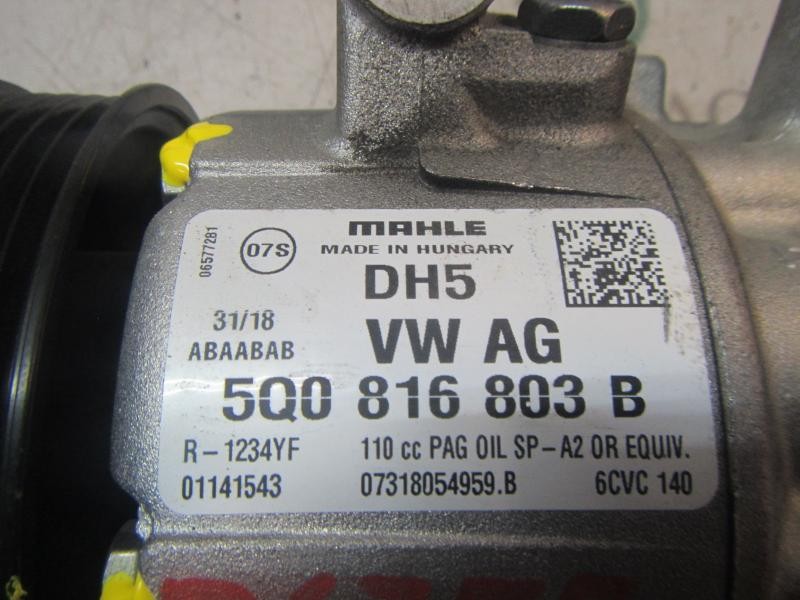 06577281
07S
MAHLE
MADE IN HUNGARY
DH5
31/18
ABAABAB
VW AG
5Q0 816 803 B
R-1234YF
110 cc PAG OIL SP-A2 OR EQUIV.
01141543
07318054959.B
6CVC 140